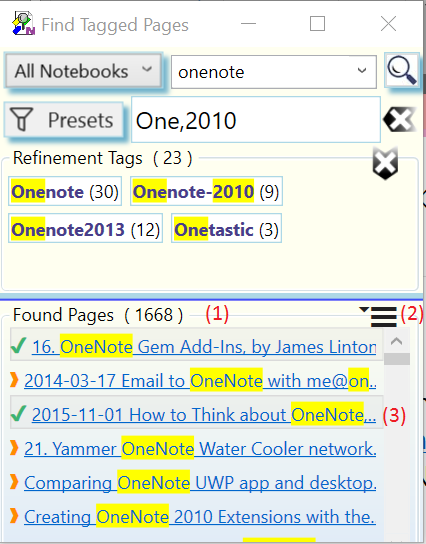 Find Tagged Pages
All Notebooks onenote
Presets One,2010
Refinement Tags ( 23 )
Onenote (30) Onenote-2010 (9)
Onenote2013 (12) Onetastic (3)
Found Pages ( 1668 ) (1) (2)
16. OneNote Gem Add-Ins, by James Linton
2014-03-17 Email to OneNote with me@on...
2015-11-01 How to Think about OneNote,... (3)
21. Yammer OneNote Water Cooler network.
Comparing OneNote UWP app and desktop.
Creating OneNote 2010 Extensions with the..